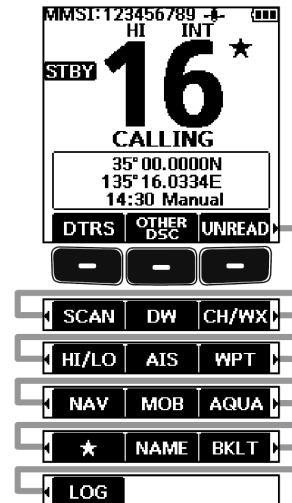 MMSI:123456789
HI INT
STBY
16
★
CALLING
35°00.0000N
135°16.0334E
14:30 Manual
DTRS OTHER DSC UNREAD
SCAN DW CH/WX
HI/LO AIS WPT
NAV MOB AQUA
★ NAME BKLT
LOG